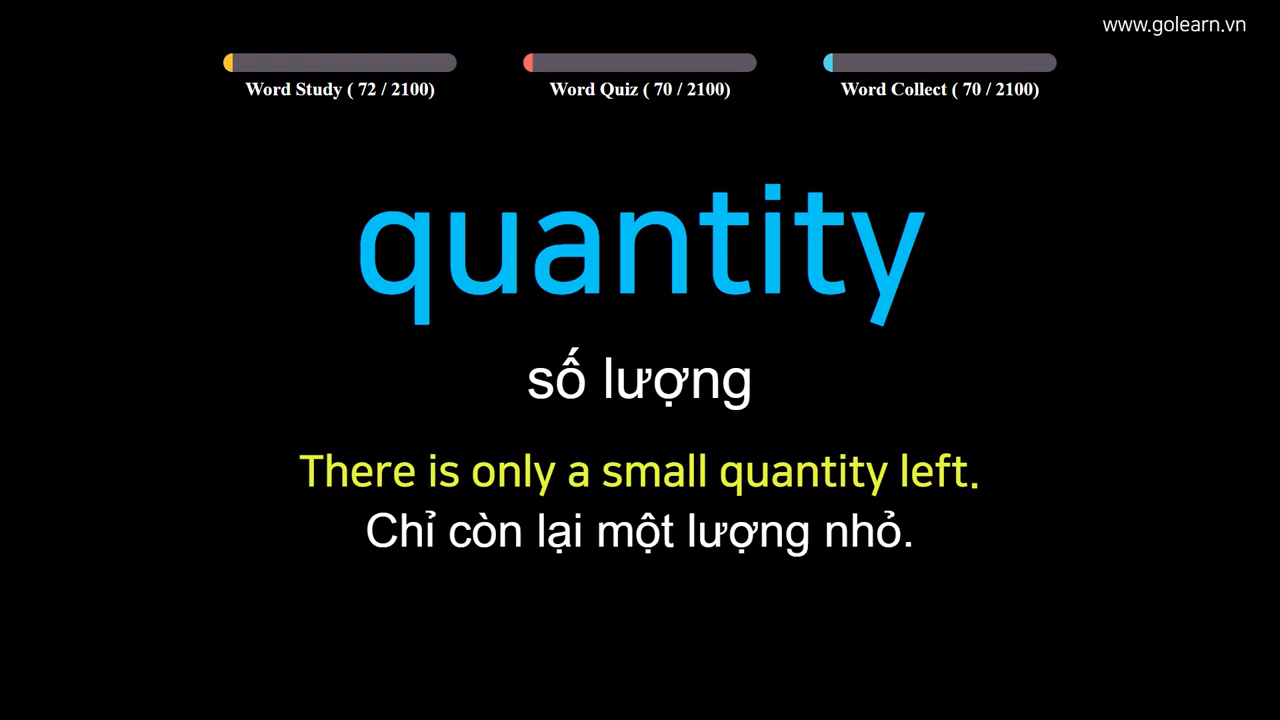 www.golearn.vn
Word Study ( 72 / 2100)
Word Quiz ( 70 / 2100)
Word Collect ( 70 / 2100)
quantity
số lượng
There is only a small quantity left.
Chỉ còn lại một lượng nhỏ.